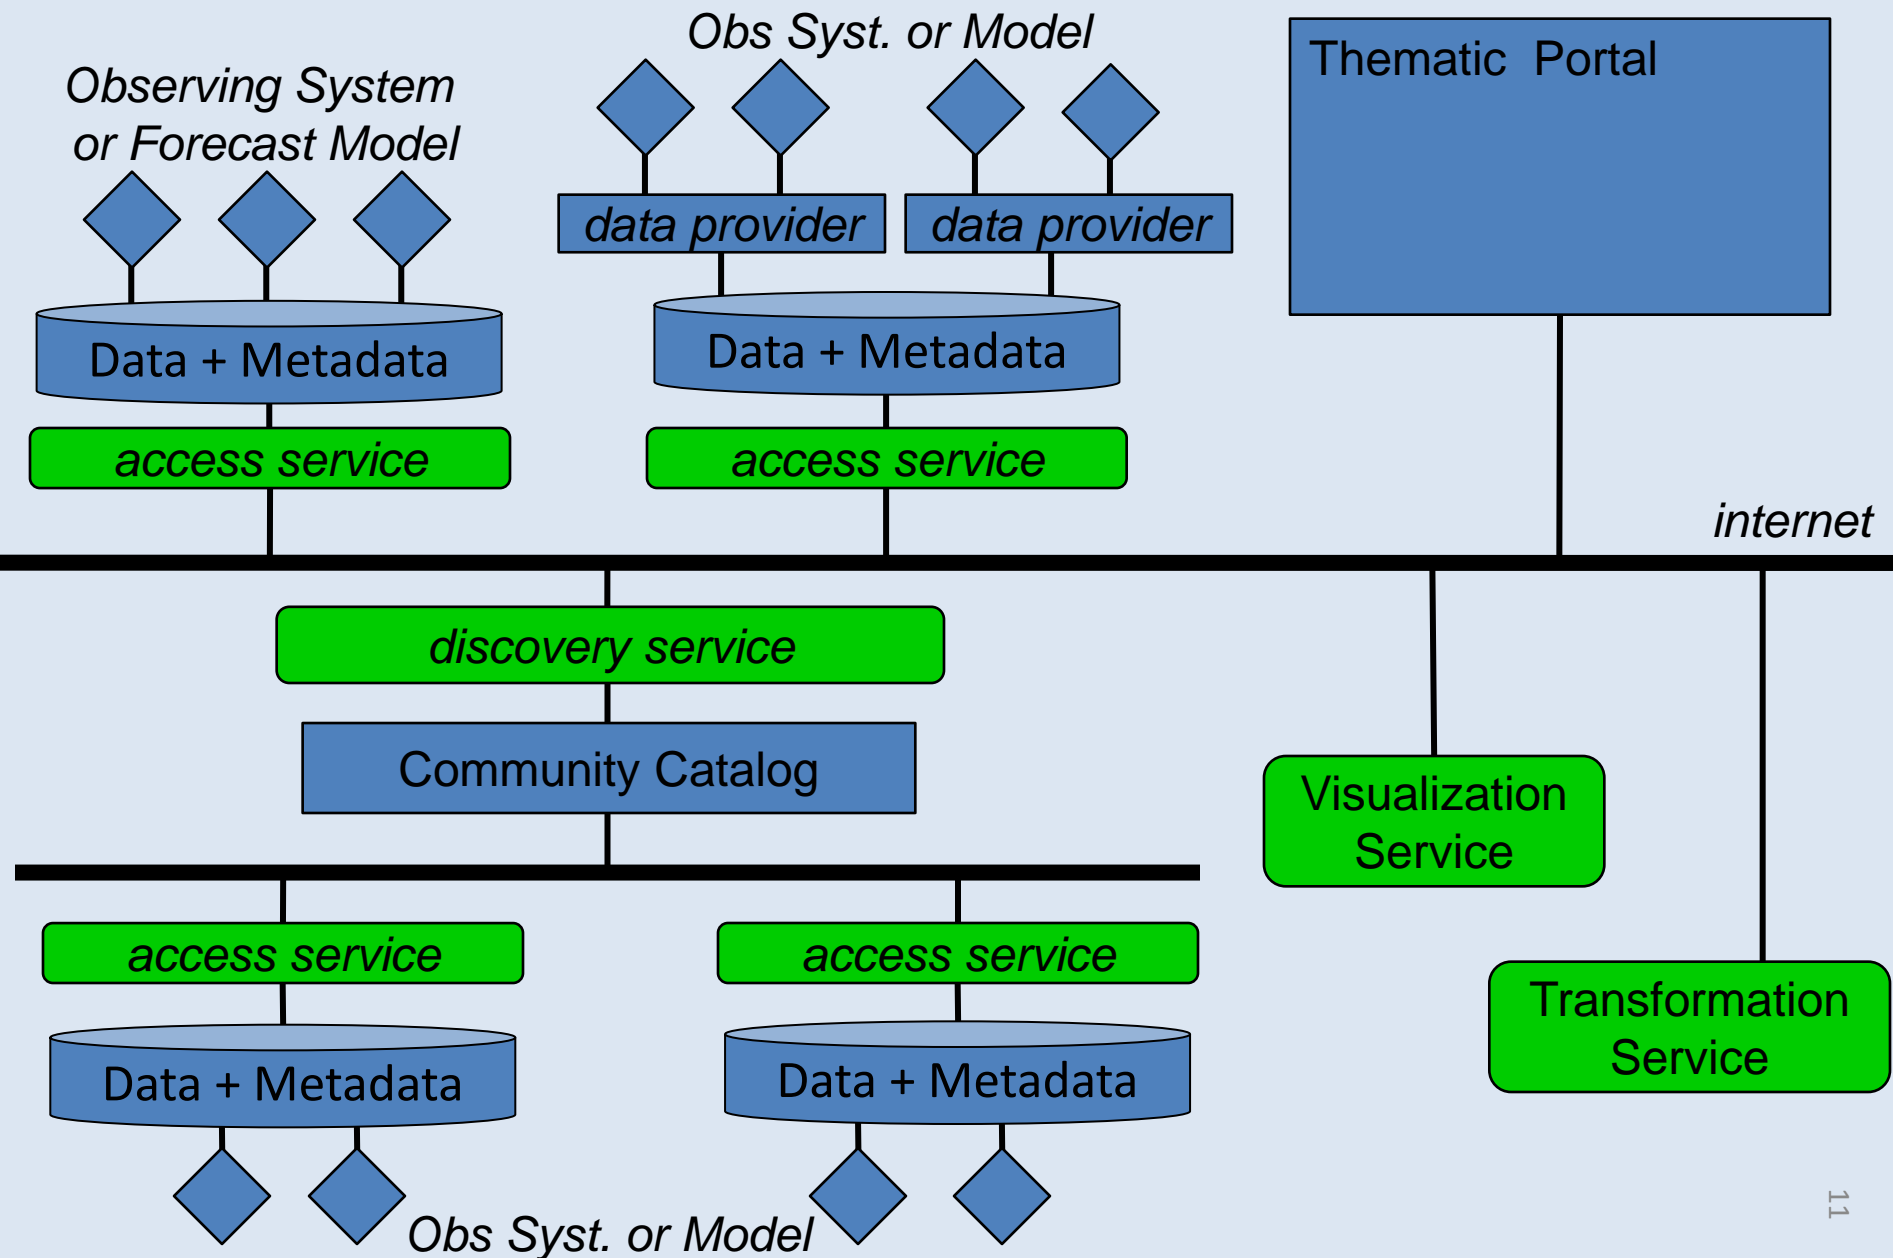 Obs Syst. or Model
Observing System
or Forecast Model
Thematic Portal
data provider
data provider
Data + Metadata
Data + Metadata
access service
access service
internet
discovery service
Community Catalog
Visualization
Service
access service
access service
Transformation
Service
Data + Metadata
Data + Metadata
Obs Syst. or Model
11